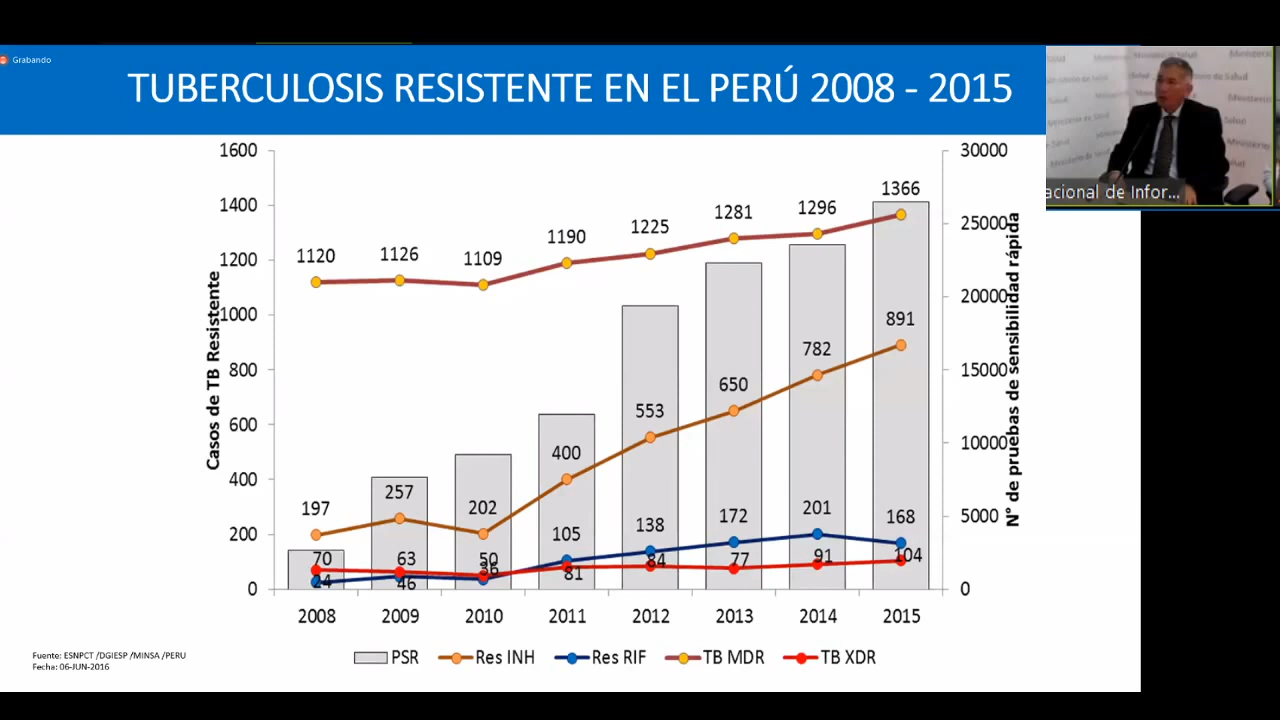 Grabando
TUBERCULOSIS RESISTENTE EN EL PERÚ 2008 - 2015
acional de Infor...
Casos de TB Resistente
1600
1400
1200
1000
800
600
400
200
0
30000
25000
20000
15000
10000
5000
0
N° de pruebas de sensibilidad rápida
1120 1126 1109 1190 1225 1281 1296 1366
197 257 202 400 553 650 782 891
24 46 36 105 138 172 201 168
70 63 50 81 84 77 91 104
2008 2009 2010 2011 2012 2013 2014 2015
PSR Res INH Res RIF TB MDR TB XDR
Fuente: ESNPCT /DGIESP /MINSA /PERU
Fecha: 06-JUN-2016